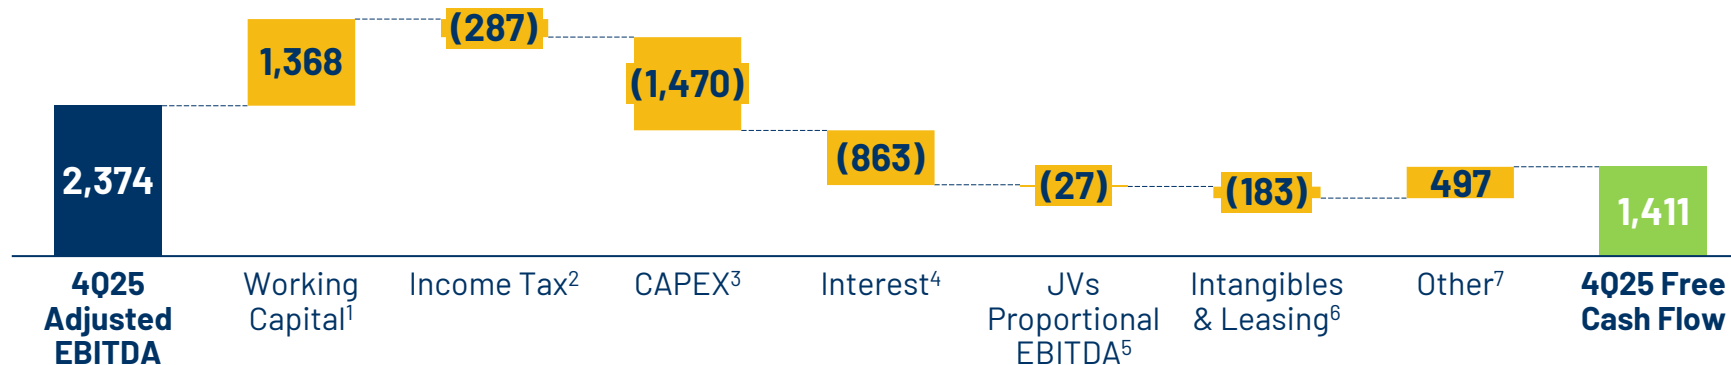 2,374
1,368
(287)
(1,470)
(863)
(27)
(183)
497
1,411
4Q25
Adjusted
EBITDA
Working
Capital¹
Income Tax²
CAPEX³
Interest⁴
JVs
Proportional
EBITDA⁵
Intangibles
& Leasing⁶
Other⁷
4Q25 Free
Cash Flow